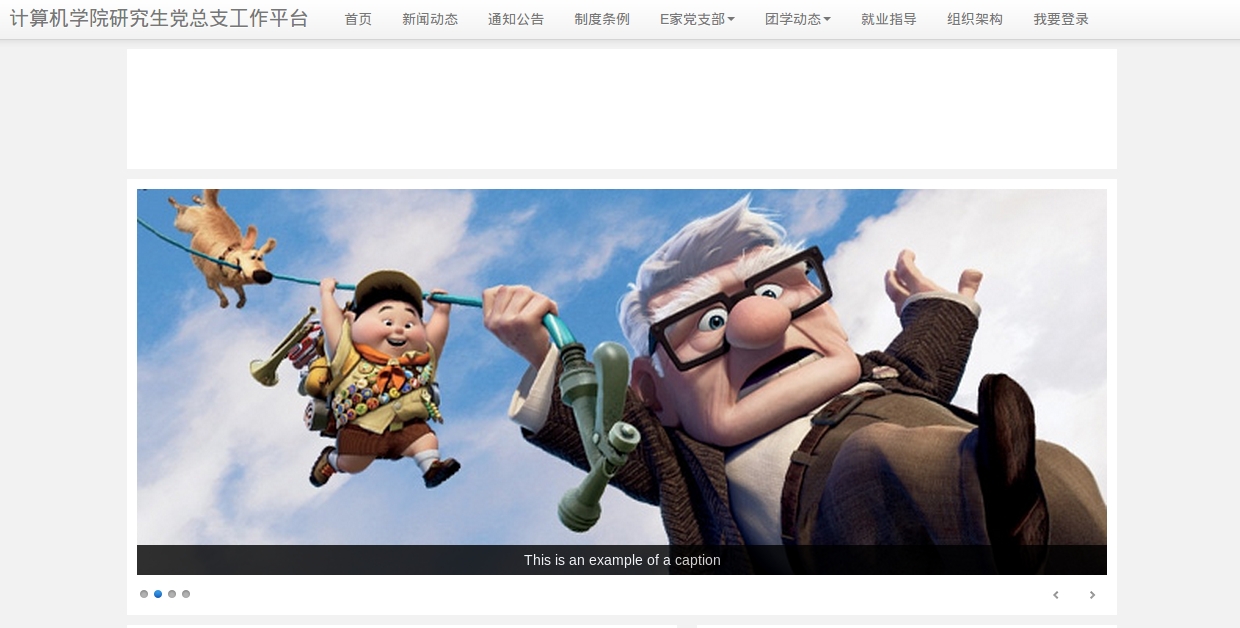 计算机学院研究生党总支工作平台 首页 新闻动态 通知公告 制度条例 E家党支部 团学动态 就业指导 组织架构 我要登录
This is an example of a caption